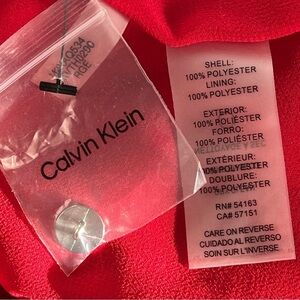 Calvin Klein
SHELL:
100% POLYESTER
LINING:
100% POLYESTER
EXTERIOR:
100% POLIÉSTER
FORRO:
100% POLIÉSTER
EXTÉRIEUR:
100% POLYESTER
DOUBLURE:
100% POLYESTER
RN# 54163
CA# 57151
CARE ON REVERSE
CUIDADO AL REVERSO
SOIN SUR L'INVERSE